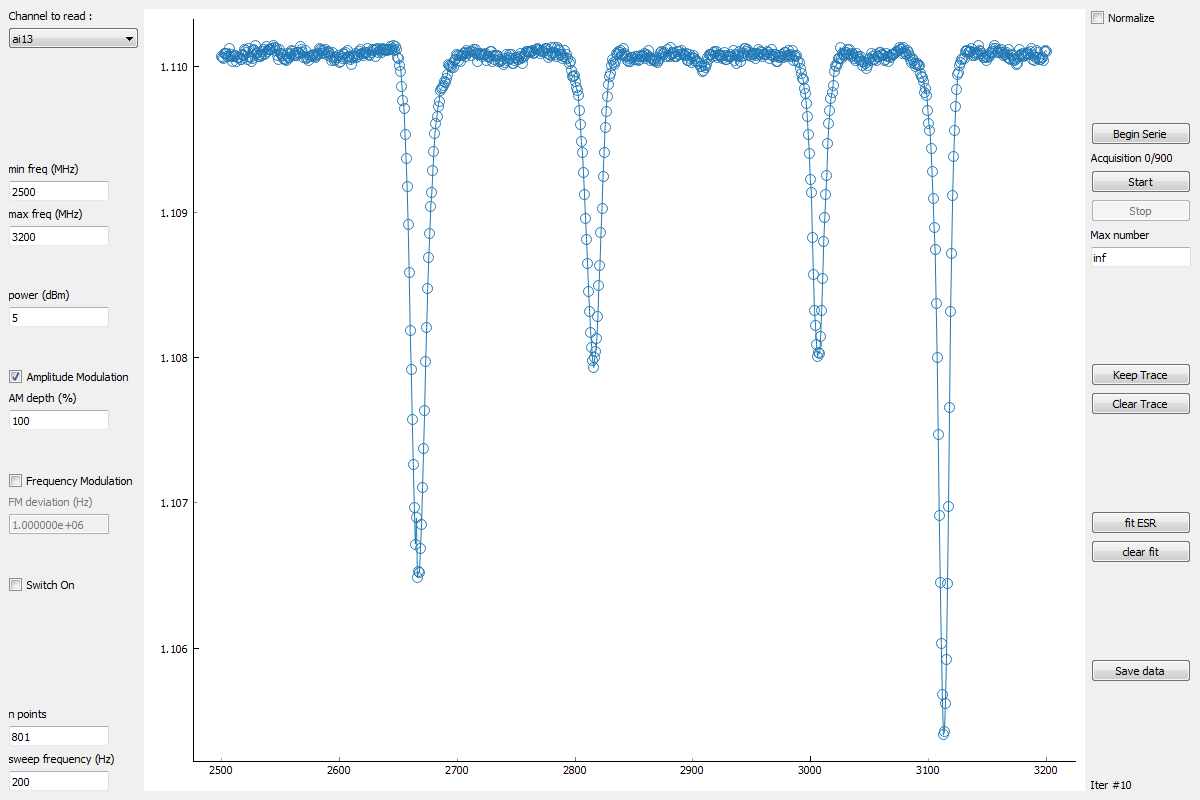 Channel to read :
ai13
min freq (MHz)
2500
max freq (MHz)
3200
power (dBm)
5
Amplitude Modulation
AM depth (%)
100
Frequency Modulation
FM deviation (Hz)
1.000000e+06
Switch On
n points
801
sweep frequency (Hz)
200
1.110
1.109
1.108
1.107
1.106
2500 2600 2700 2800 2900 3000 3100 3200
Normalize
Begin Serie
Acquisition 0/900
Start
Stop
Max number
inf
Keep Trace
Clear Trace
fit ESR
clear fit
Save data
Iter #10